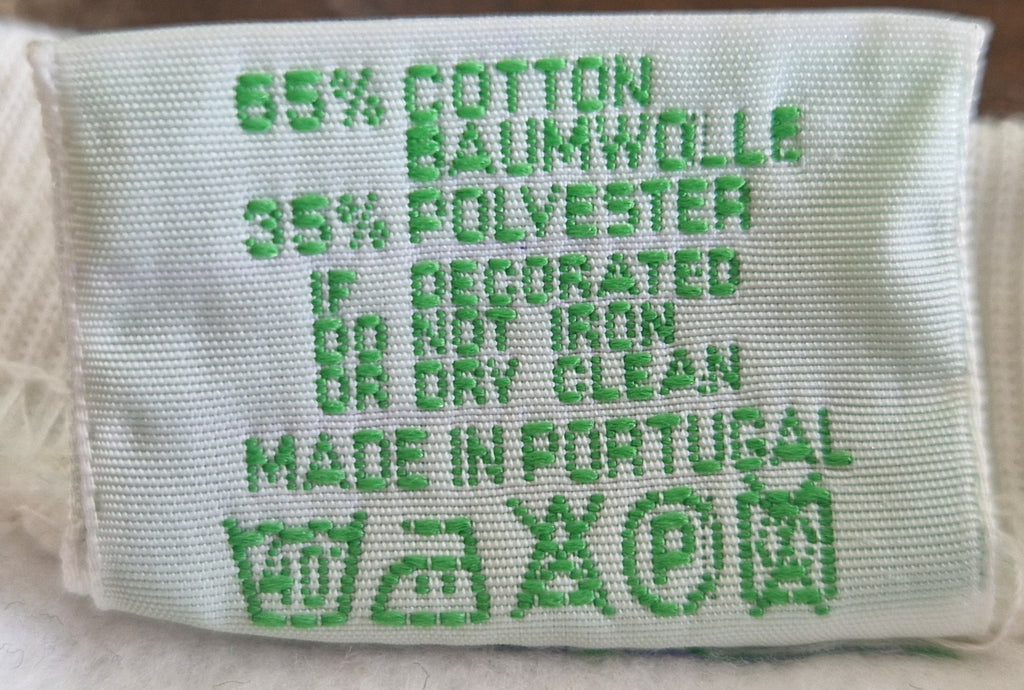 65% COTTON
BAUMWOLLE
35% POLYESTER
IF DECORATED
DO NOT IRON
OR DRY CLEAN
MADE IN PORTUGAL
40 P